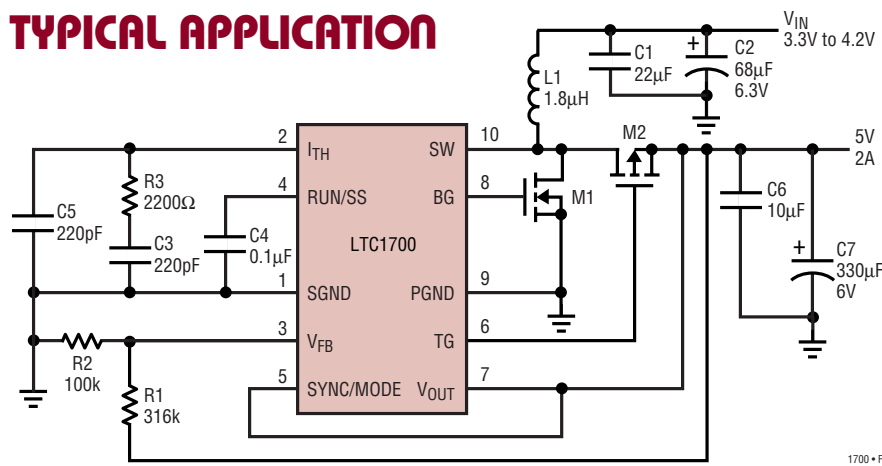 TYPICAL APPLICATION
VIN
3.3V to 4.2V
C1
22µF
+
C2
68µF
6.3V
L1
1.8µH
2
ITH
SW
10
M2
5V
2A
R3
2200Ω
4
RUN/SS
BG
8
M1
C6
10µF
C5
220pF
C3
220pF
C4
0.1µF
LTC1700
+
C7
330µF
6V
1
SGND
PGND
9
3
VFB
TG
6
R2
100k
5
SYNC/MODE
VOUT
7
R1
316k
1700 • F